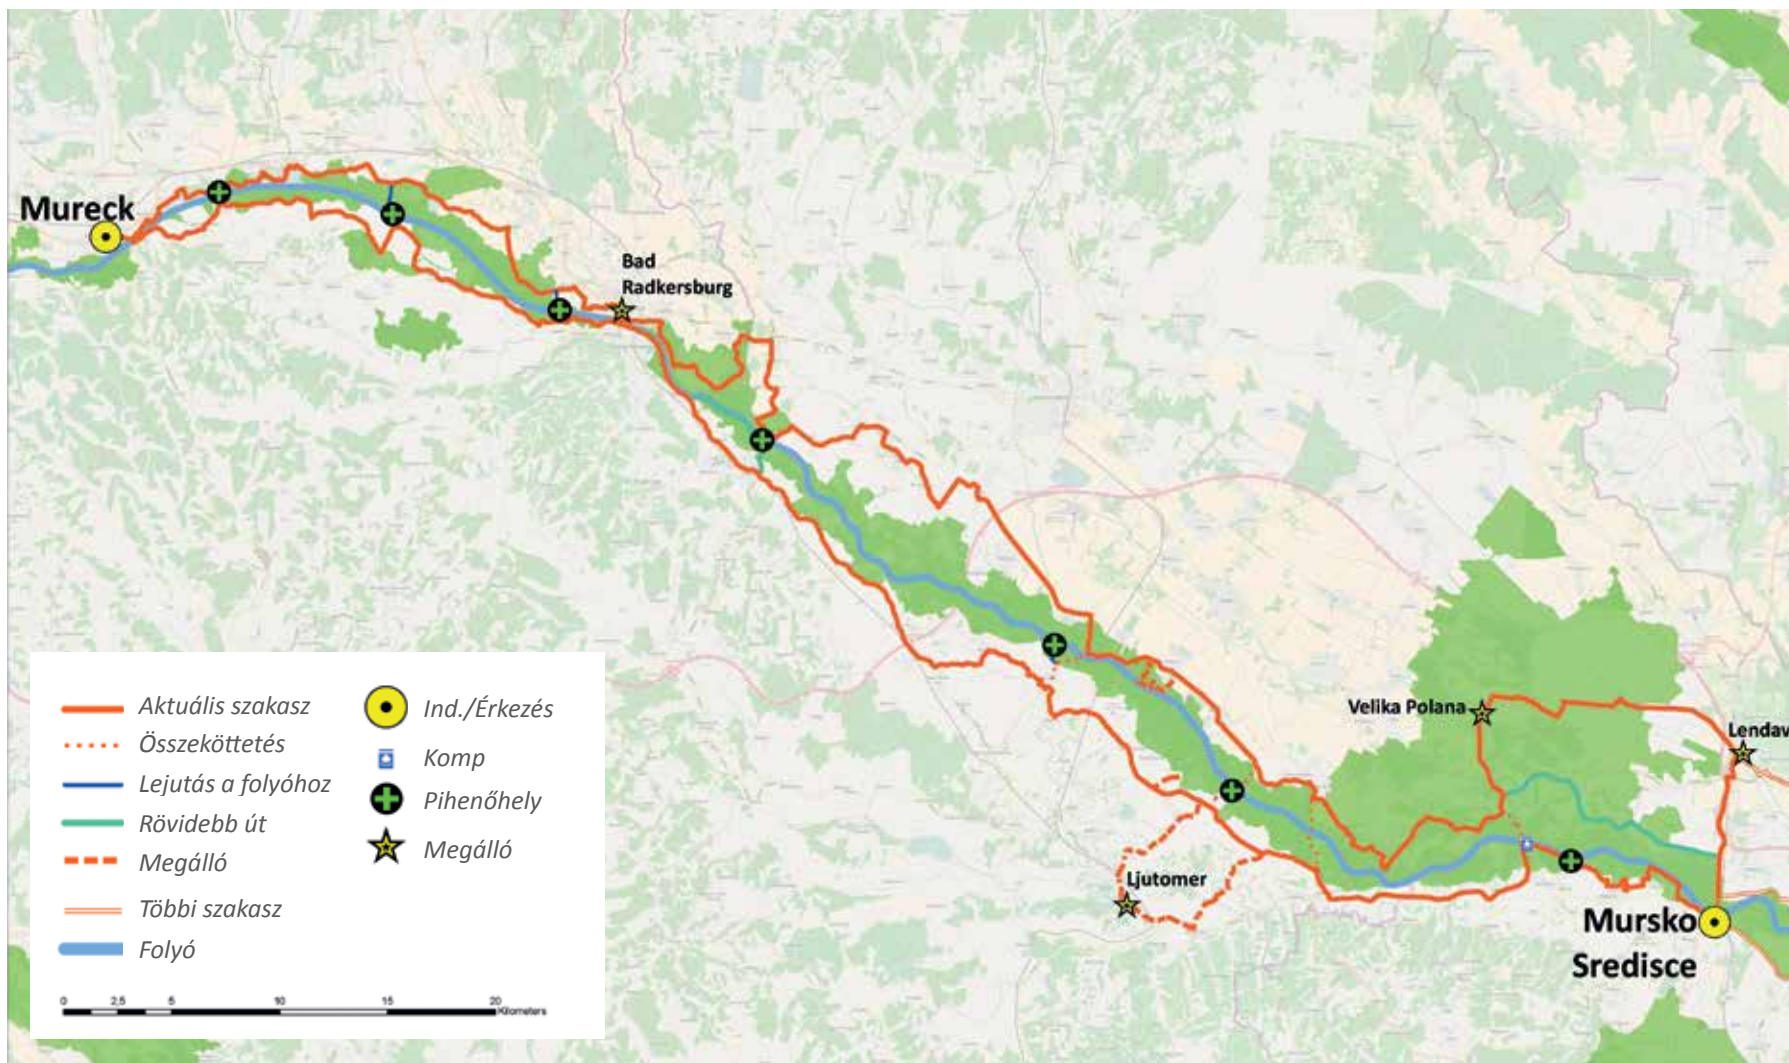 Mureck
Bad
Radkersburg
Velika Polana
Lendav
Ljutomer
Mursko
Sredisce
Aktuális szakasz
Összeköttetés
Lejutás a folyóhoz
Rövidebb út
Megálló
Többi szakasz
Folyó
Ind./Érkezés
Komp
Pihenőhely
Megálló
0 2,5 5 10 15 20
Kilometers